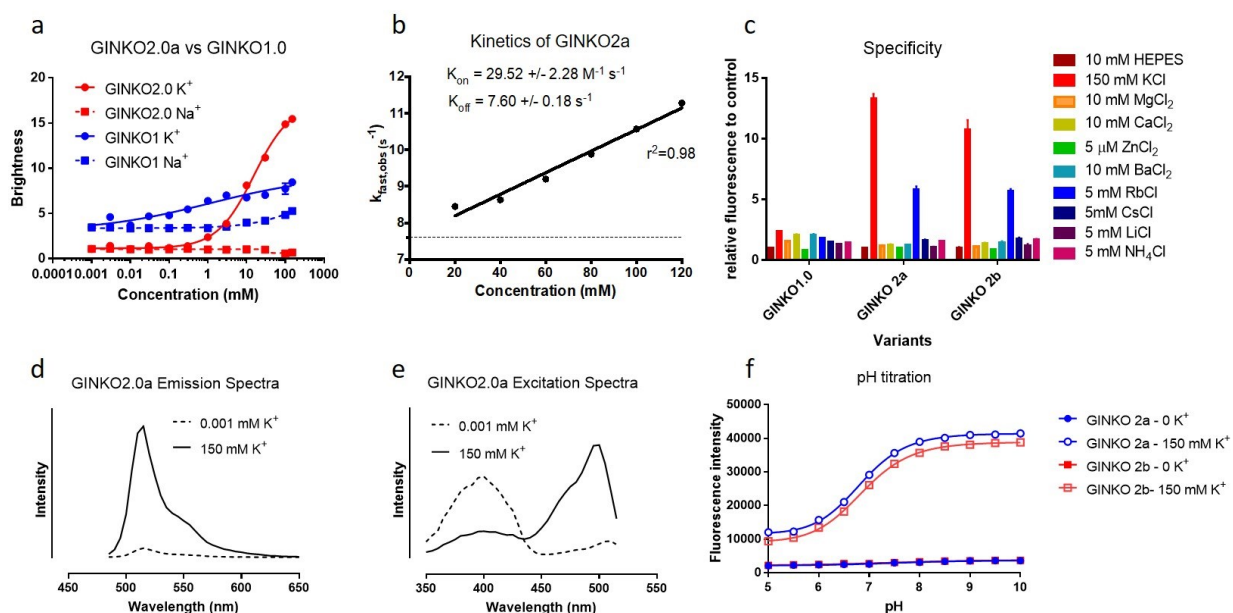 a
GINKO2.0a vs GINKO1.0
20
15
10
5
0
Brightness
GINKO2.0 K⁺
GINKO2.0 Na⁺
GINKO1 K⁺
GINKO1 Na⁺
0.0001 0.001 0.01 0.1 1 10 100 1000
Concentration (mM)
b
Kinetics of GINKO2a
Kon = 29.52 +/- 2.28 M⁻¹ s⁻¹
Koff = 7.60 +/- 0.18 s⁻¹
r²=0.98
12
11
10
9
8
7
kfast,obs (s⁻¹)
20 40 60 80 100 120
Concentration (mM)
c
Specificity
15
10
5
0
relative fluorescence to control
GINKO1.0
GINKO 2a
GINKO 2b
Variants
10 mM HEPES
150 mM KCl
10 mM MgCl₂
10 mM CaCl₂
5 μM ZnCl₂
10 mM BaCl₂
5 mM RbCl
5mM CsCl
5 mM LiCl
5 mM NH₄Cl
d
GINKO2.0a Emission Spectra
0.001 mM K⁺
150 mM K⁺
Intensity
450 500 550 600 650
Wavelength (nm)
e
GINKO2.0a Excitation Spectra
0.001 mM K⁺
150 mM K⁺
Intensity
350 400 450 500 550
Wavelength (nm)
f
pH titration
50000
40000
30000
20000
10000
0
Fluorescence intensity
5 6 7 8 9 10
pH
GINKO 2a - 0 K⁺
GINKO 2a - 150 mM K⁺
GINKO 2b - 0 K⁺
GINKO 2b- 150 mM K⁺